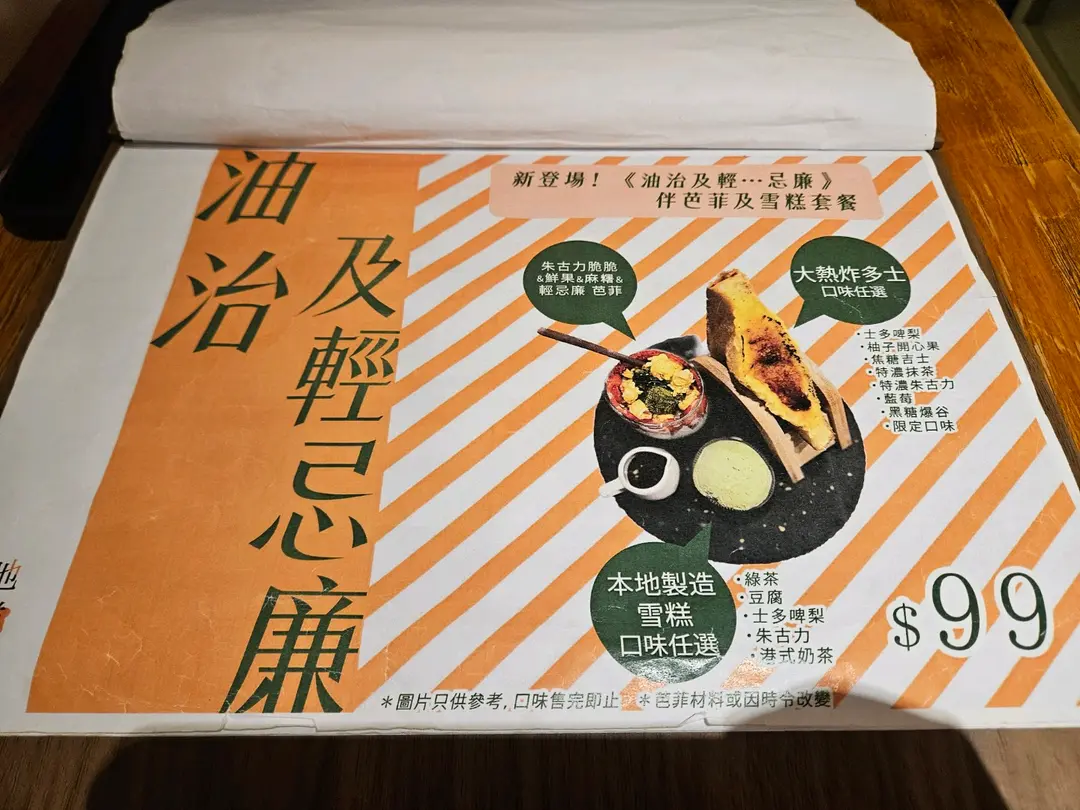 油治
及輕忌廉
新登場！《油治及輕…忌廉》
伴芭菲及雪糕套餐
朱古力脆脆
&鮮果&麻糬&
輕忌廉 芭菲
大熱炸多士
口味任選
·士多啤梨
·柚子開心果
·焦糖吉士
·特濃抹茶
·特濃朱古力
·藍莓
·黑糖爆谷
·限定口味
本地製造
雪糕
口味任選
·綠茶
·豆腐
·士多啤梨
·朱古力
·港式奶茶
$99
＊圖片只供參考，口味售完即止 ＊芭菲材料或因時令改變